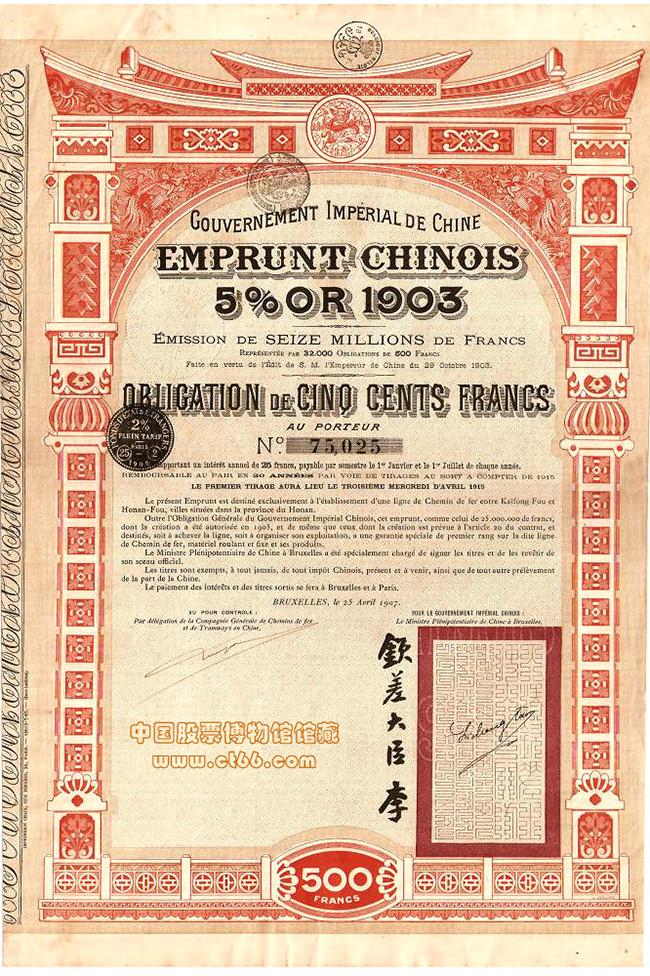 GOUVERNEMENT IMPÉRIAL DE CHINE
EMPRUNT CHINOIS
5% OR 1903
ÉMISSION DE SEIZE MILLIONS DE FRANCS
REPRÉSENTÉE PAR 32.000 OBLIGATIONS DE 500 FRANCS
Faite en vertu de l'Édit de S. M. l'Empereur de Chine du 29 Octobre 1903.
OBLIGATION DE CINQ CENTS FRANCS
AU PORTEUR
N° 75,025
2%
PLEIN TARIF
PARIS
rapportant un intérêt annuel de 25 francs, payable par semestre le 1er Janvier et le 1er Juillet de chaque année.
REMBOURSABLE AU PAIR EN 20 ANNÉES PAR VOIE DE TIRAGES AU SORT A COMPTER DE 1915
LE PREMIER TIRAGE AURA LIEU LE TROISIÈME MERCREDI D'AVRIL 1915
Le présent Emprunt est destiné exclusivement à l'établissement d'une ligne de Chemin de fer entre Kaïfong-Fou et
Honan-Fou, villes situées dans la province du Honan.
Outre l'Obligation Générale du Gouvernement Impérial Chinois, cet emprunt, comme celui de 25.000.000 de francs,
dont la création a été autorisée en 1905, et de même que ceux dont la création est prévue à l'article 20 du contrat, et
destinés, soit à achever la ligne, soit à organiser son exploitation, a une garantie spéciale de premier rang sur la dite ligne
de Chemin de fer, matériel roulant et fixe et ses produits.
Le Ministre Plénipotentiaire de Chine à Bruxelles a été spécialement chargé de signer les titres et de les revêtir de
son sceau officiel.
Les titres sont exempts, à tout jamais, de tout impôt Chinois, présent et à venir, ainsi que de tout autre prélèvement
de la part de la Chine.
Le paiement des intérêts et des titres sortis se fera à Bruxelles et à Paris.
BRUXELLES, le 25 Avril 1907.
VU POUR CONTROLE :
Par délégation de la Compagnie Générale de Chemins de fer
et de Tramways en Chine,
POUR LE GOUVERNEMENT IMPÉRIAL CHINOIS :
Le Ministre Plénipotentiaire de Chine à Bruxelles,
欽差大臣李
中国股票博物馆馆藏
www.ct66.com
500
FRANCS